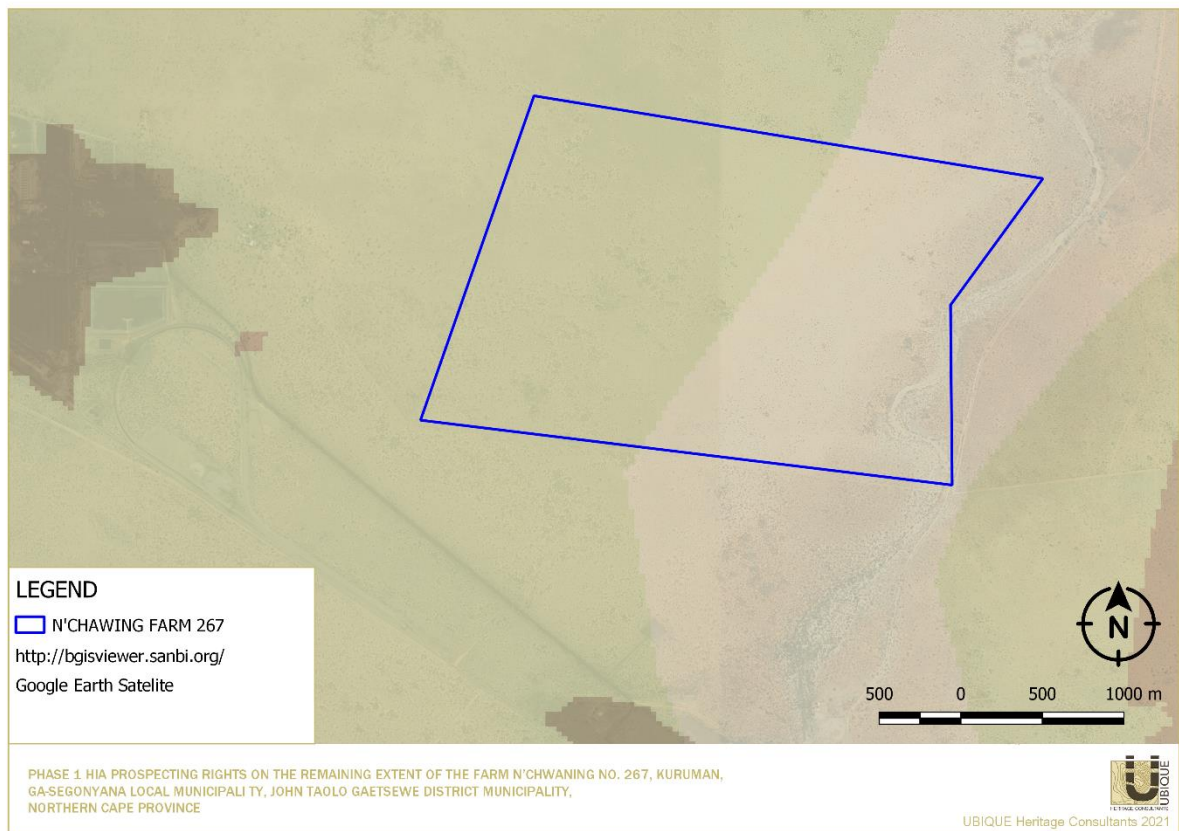 LEGEND
N'CHAWING FARM 267
http://bgisviewer.sanbi.org/
Google Earth Satelite
N
500 0 500 1000 m
PHASE 1 HIA PROSPECTING RIGHTS ON THE REMAINING EXTENT OF THE FARM N'CHWANING NO. 267, KURUMAN,
GA-SEGONYANA LOCAL MUNICIPALI TY, JOHN TAOLO GAETSEWE DISTRICT MUNICIPALITY,
NORTHERN CAPE PROVINCE
UBIQUE
HERITAGE CONSULTANTS
UBIQUE Heritage Consultants 2021